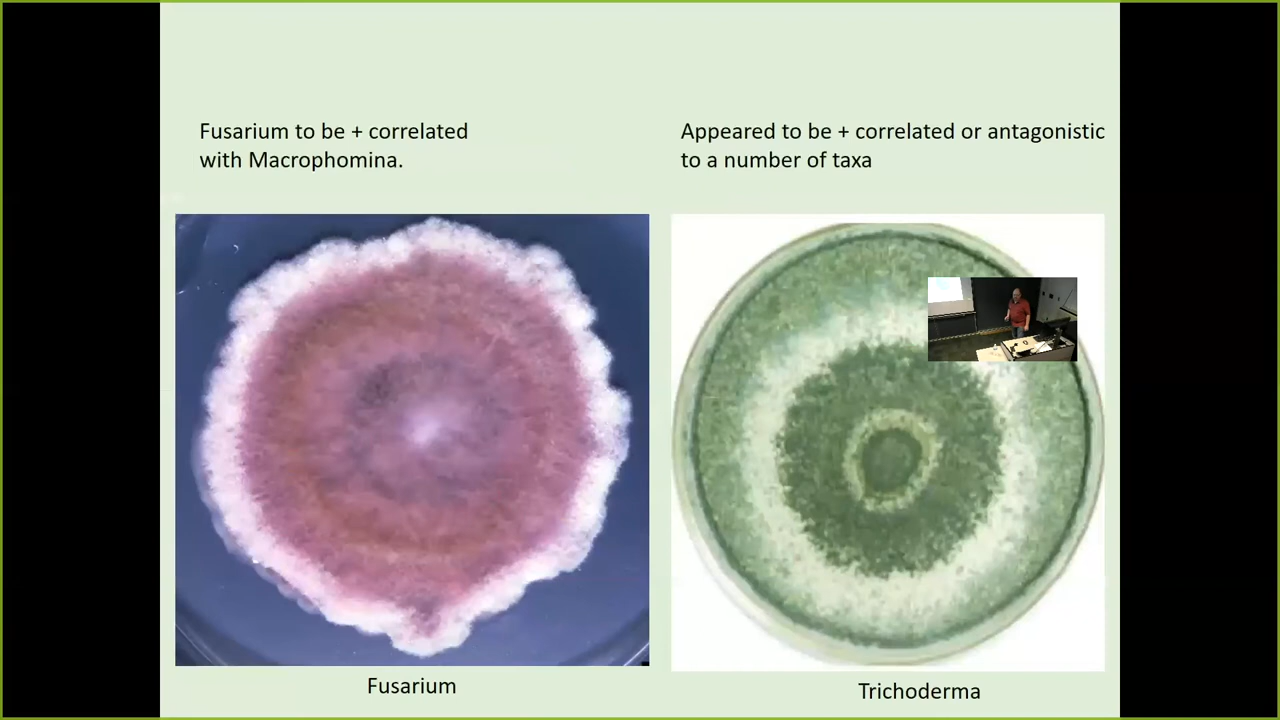 Fusarium to be + correlated
with Macrophomina.
Appeared to be + correlated or antagonistic
to a number of taxa
Fusarium
Trichoderma